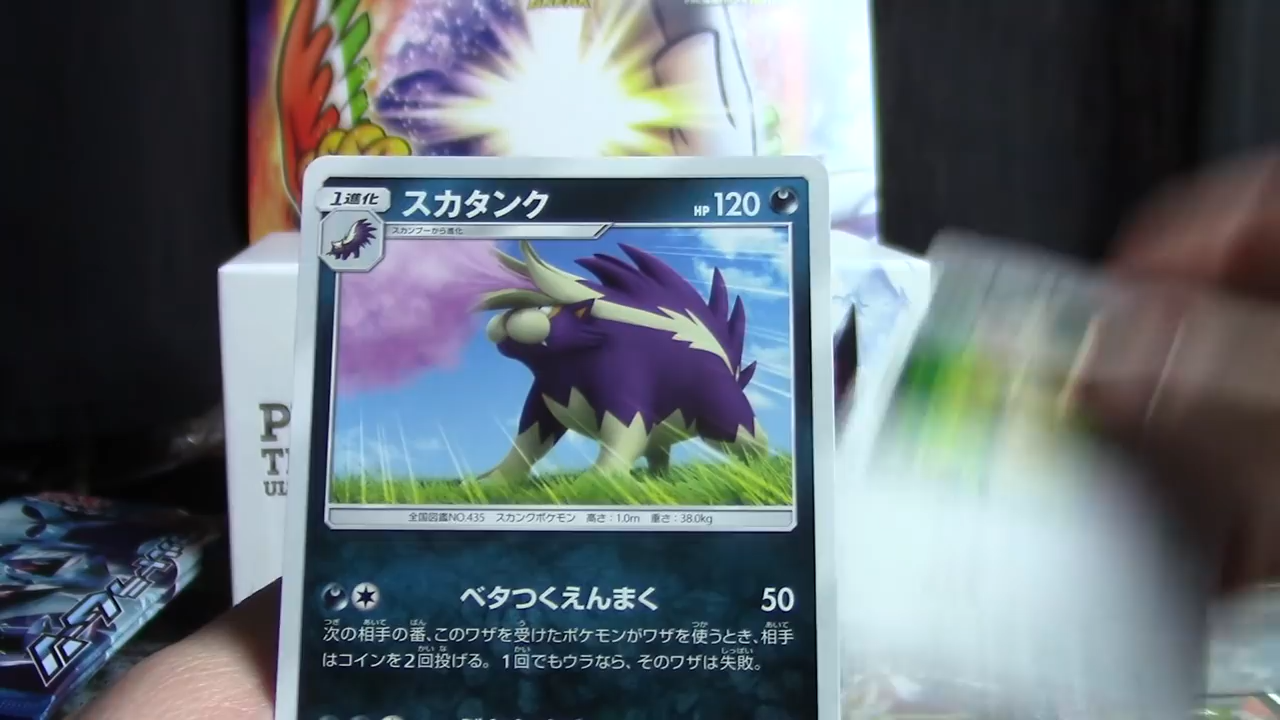 1進化 スカタンク HP 120
スカンプーから進化
全国図鑑NO.435 スカンクポケモン 高さ：1.0m 重さ：38.0kg
ベタつくえんまく 50
次の相手の番、このワザを受けたポケモンがワザを使うとき、相手
はコインを2回投げる。1回でもウラなら、そのワザは失敗。